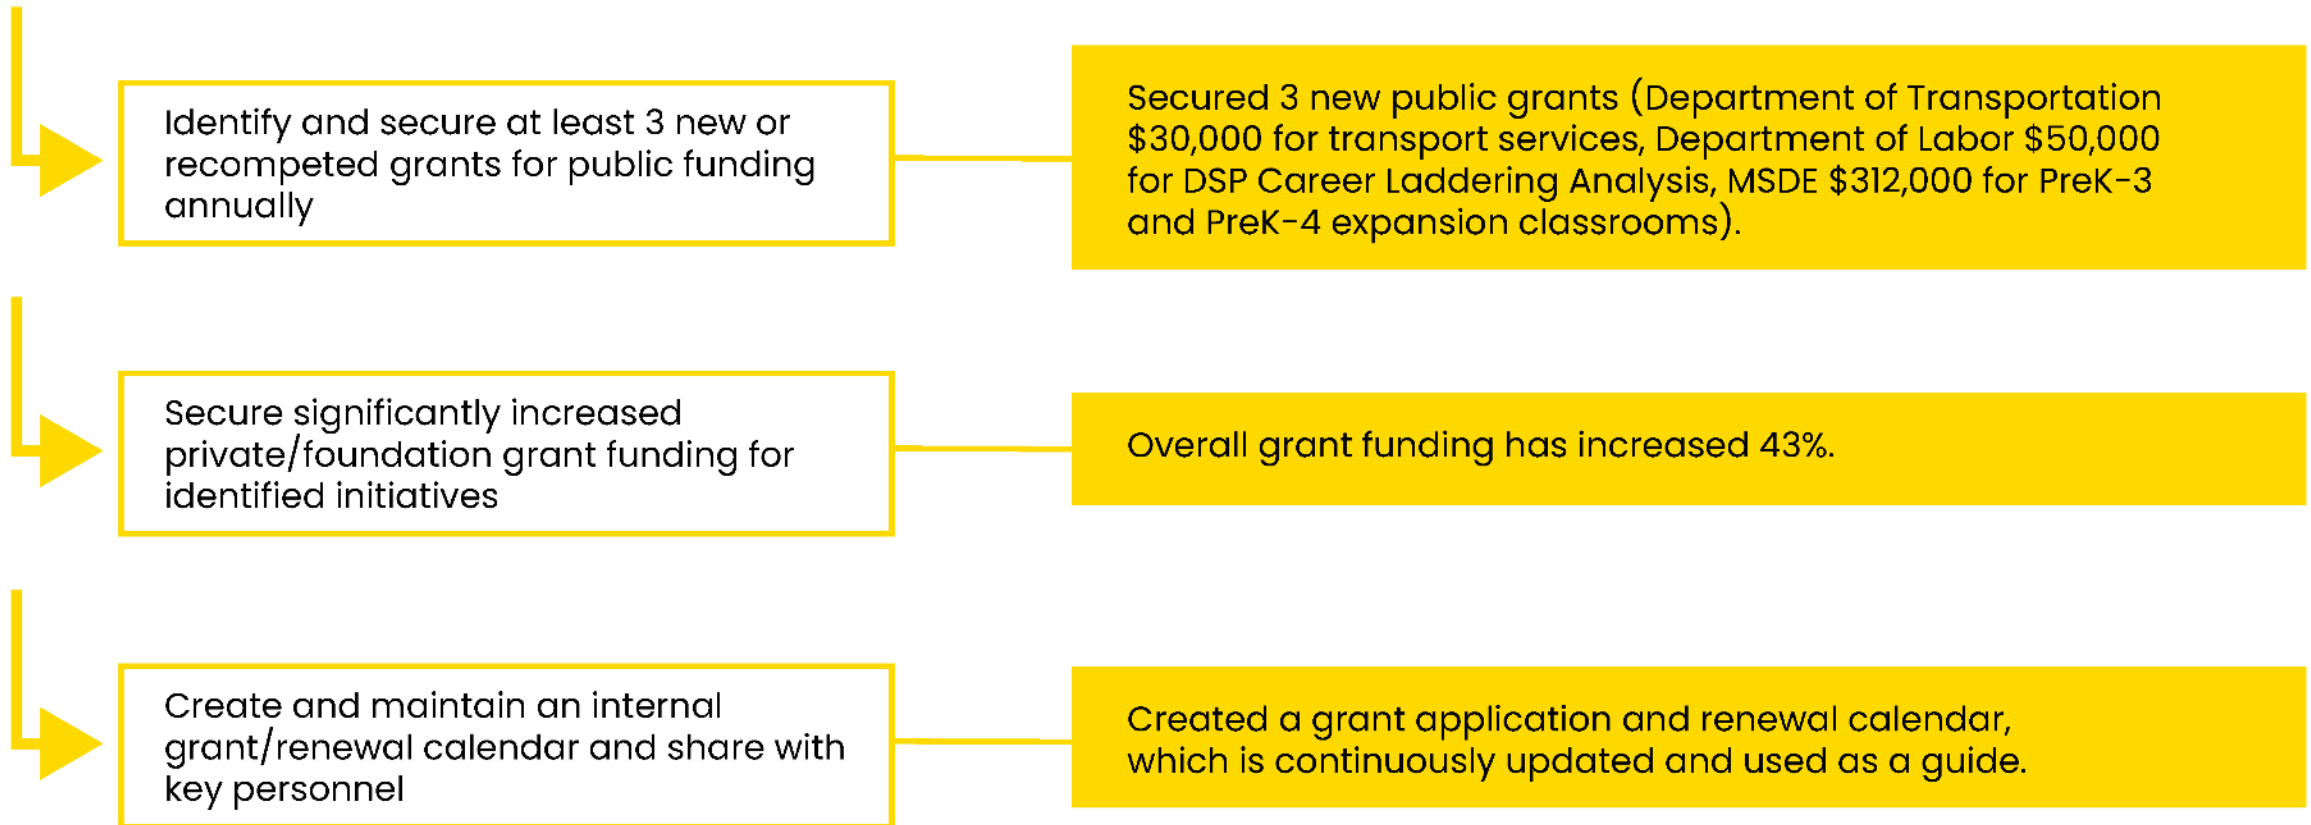 Identify and secure at least 3 new or
recompeted grants for public funding
annually
Secured 3 new public grants (Department of Transportation
$30,000 for transport services, Department of Labor $50,000
for DSP Career Laddering Analysis, MSDE $312,000 for PreK-3
and PreK-4 expansion classrooms).
Secure significantly increased
private/foundation grant funding for
identified initiatives
Overall grant funding has increased 43%.
Create and maintain an internal
grant/renewal calendar and share with
key personnel
Created a grant application and renewal calendar,
which is continuously updated and used as a guide.